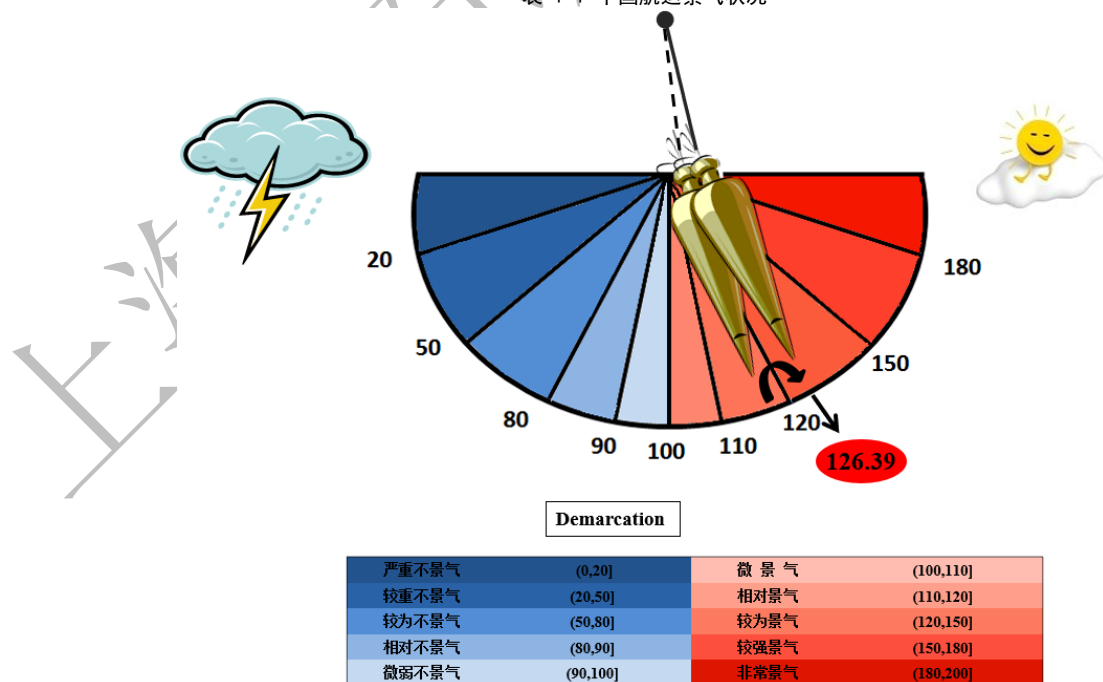 20
180
50
150
80
120
90
100
110
126.39
Demarcation
严重不景气 (0,20] 微 景 气 (100,110]
较重不景气 (20,50] 相对景气 (110,120]
较为不景气 (50,80] 较为景气 (120,150]
相对不景气 (80,90] 较强景气 (150,180]
微弱不景气 (90,100] 非常景气 (180,200]